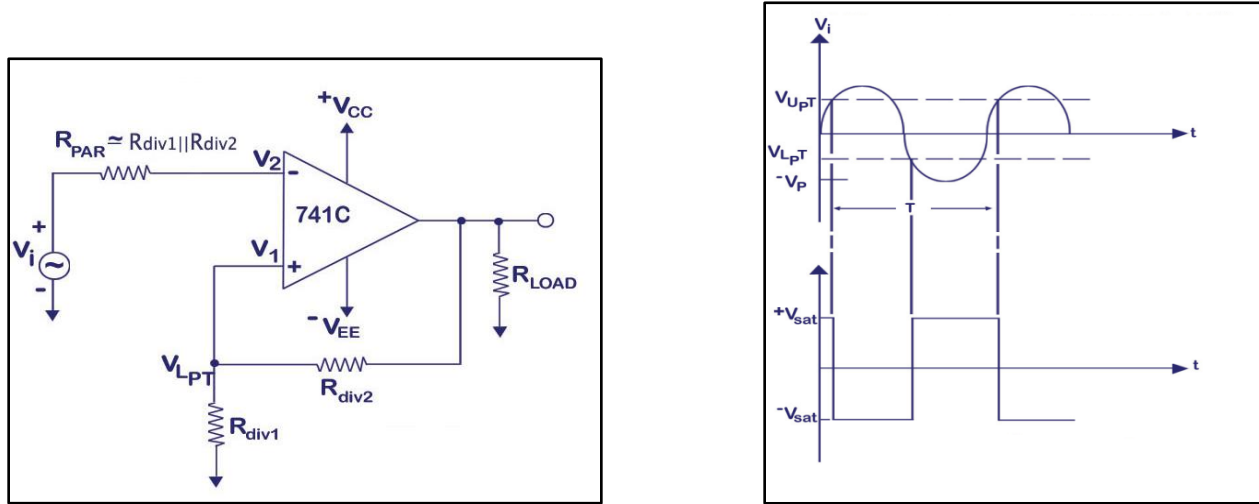 +VCC
RPAR ≃ Rdiv1||Rdiv2
V2
-
741C
+
Vi
-
V1
+
RLOAD
-VEE
VLPT
Rdiv2
Rdiv1
Vi
VUPT
t
VLPT
-VP
T
+Vsat
t
-Vsat